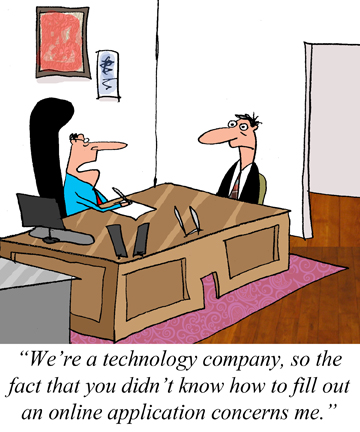 “We’re a technology company, so the
fact that you didn’t know how to fill out
an online application concerns me.”